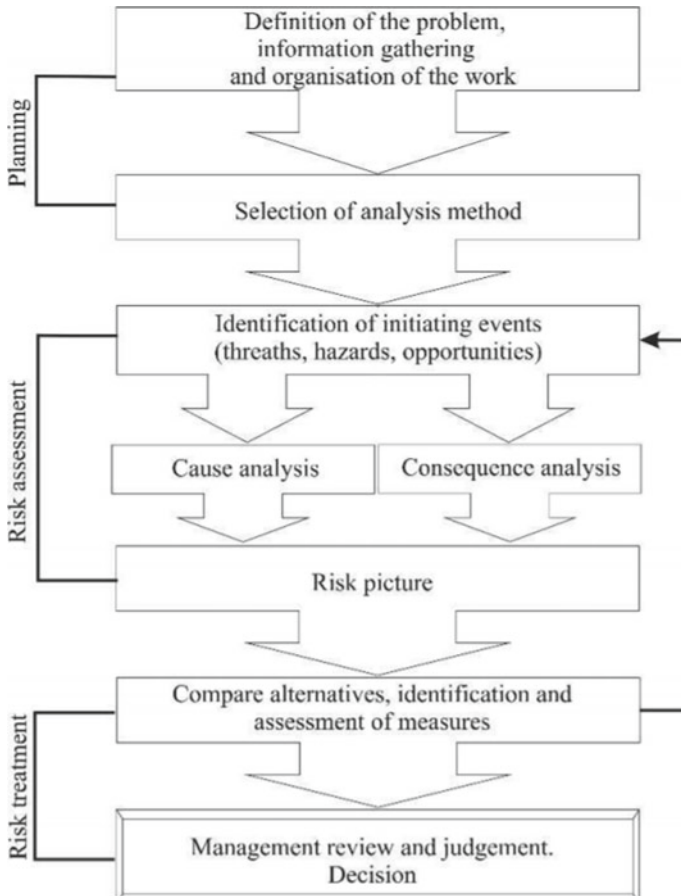 Definition of the problem,
information gathering
and organisation of the work
Planning
Selection of analysis method
Identification of initiating events
(threaths, hazards, opportunities)
Risk assessment
Cause analysis
Consequence analysis
Risk picture
Compare alternatives, identification and
assessment of measures
Risk treatment
Management review and judgement.
Decision